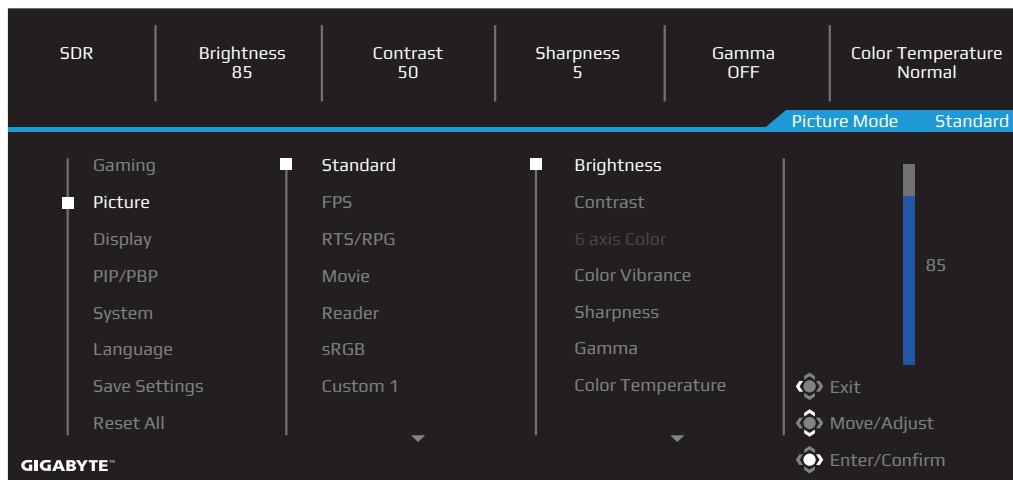 SDR
Brightness
85
Contrast
50
Sharpness
5
Gamma
OFF
Color Temperature
Normal
Picture Mode Standard
Gaming
Picture
Display
PIP/PBP
System
Language
Save Settings
Reset All
Standard
FPS
RTS/RPG
Movie
Reader
sRGB
Custom 1
Brightness
Contrast
6 axis Color
Color Vibrance
Sharpness
Gamma
Color Temperature
85
Exit
Move/Adjust
Enter/Confirm
GIGABYTE™